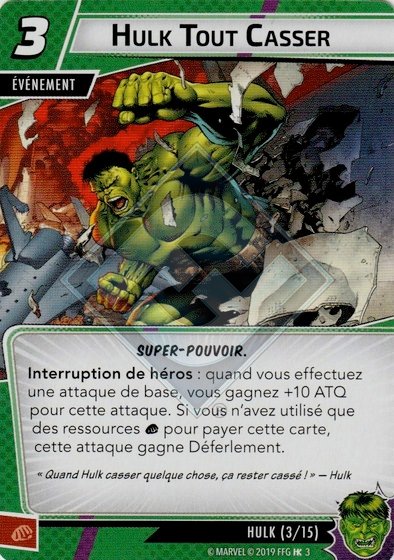 3
HULK TOUT CASSER
ÉVÉNEMENT
SUPER-POUVOIR.
Interruption de héros : quand vous effectuez
une attaque de base, vous gagnez +10 ATQ
pour cette attaque. Si vous n'avez utilisé que
des ressources pour payer cette carte,
cette attaque gagne Déferlement.
« Quand Hulk casser quelque chose, ça rester cassé ! » — Hulk
HULK (3/15)
© MARVEL © 2019 FFG HK 3